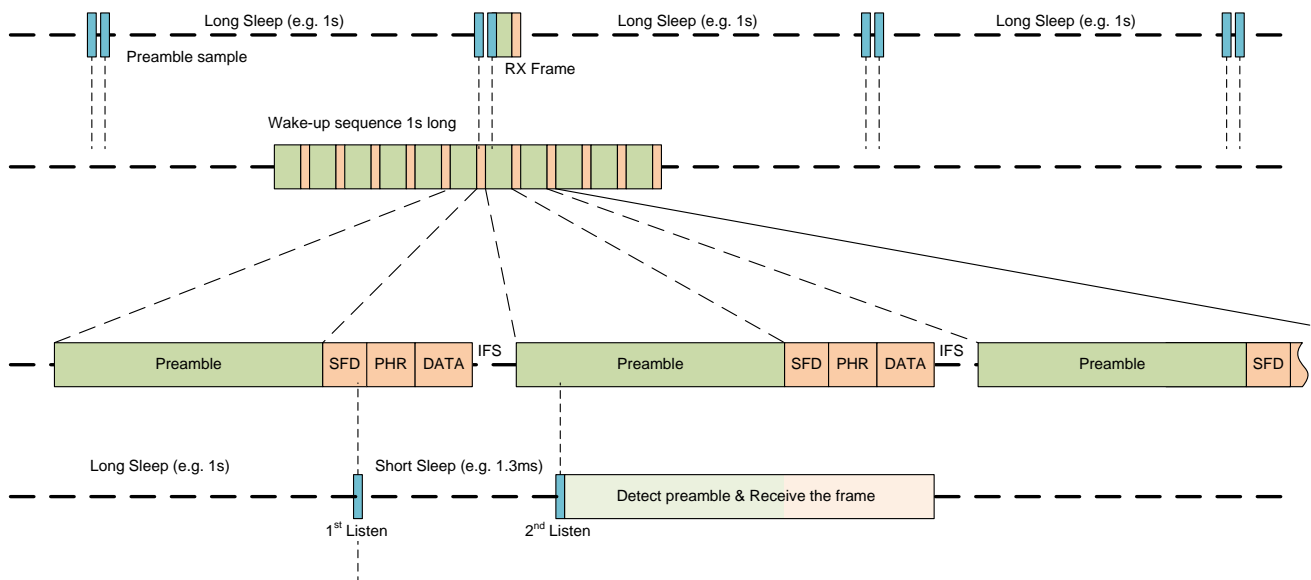 Long Sleep (e.g. 1s)
Long Sleep (e.g. 1s)
Long Sleep (e.g. 1s)
Preamble sample
RX Frame
Wake-up sequence 1s long
Preamble
SFD
PHR
DATA
IFS
Preamble
SFD
PHR
DATA
IFS
Preamble
SFD
Long Sleep (e.g. 1s)
Short Sleep (e.g. 1.3ms)
Detect preamble & Receive the frame
1st Listen
2nd Listen